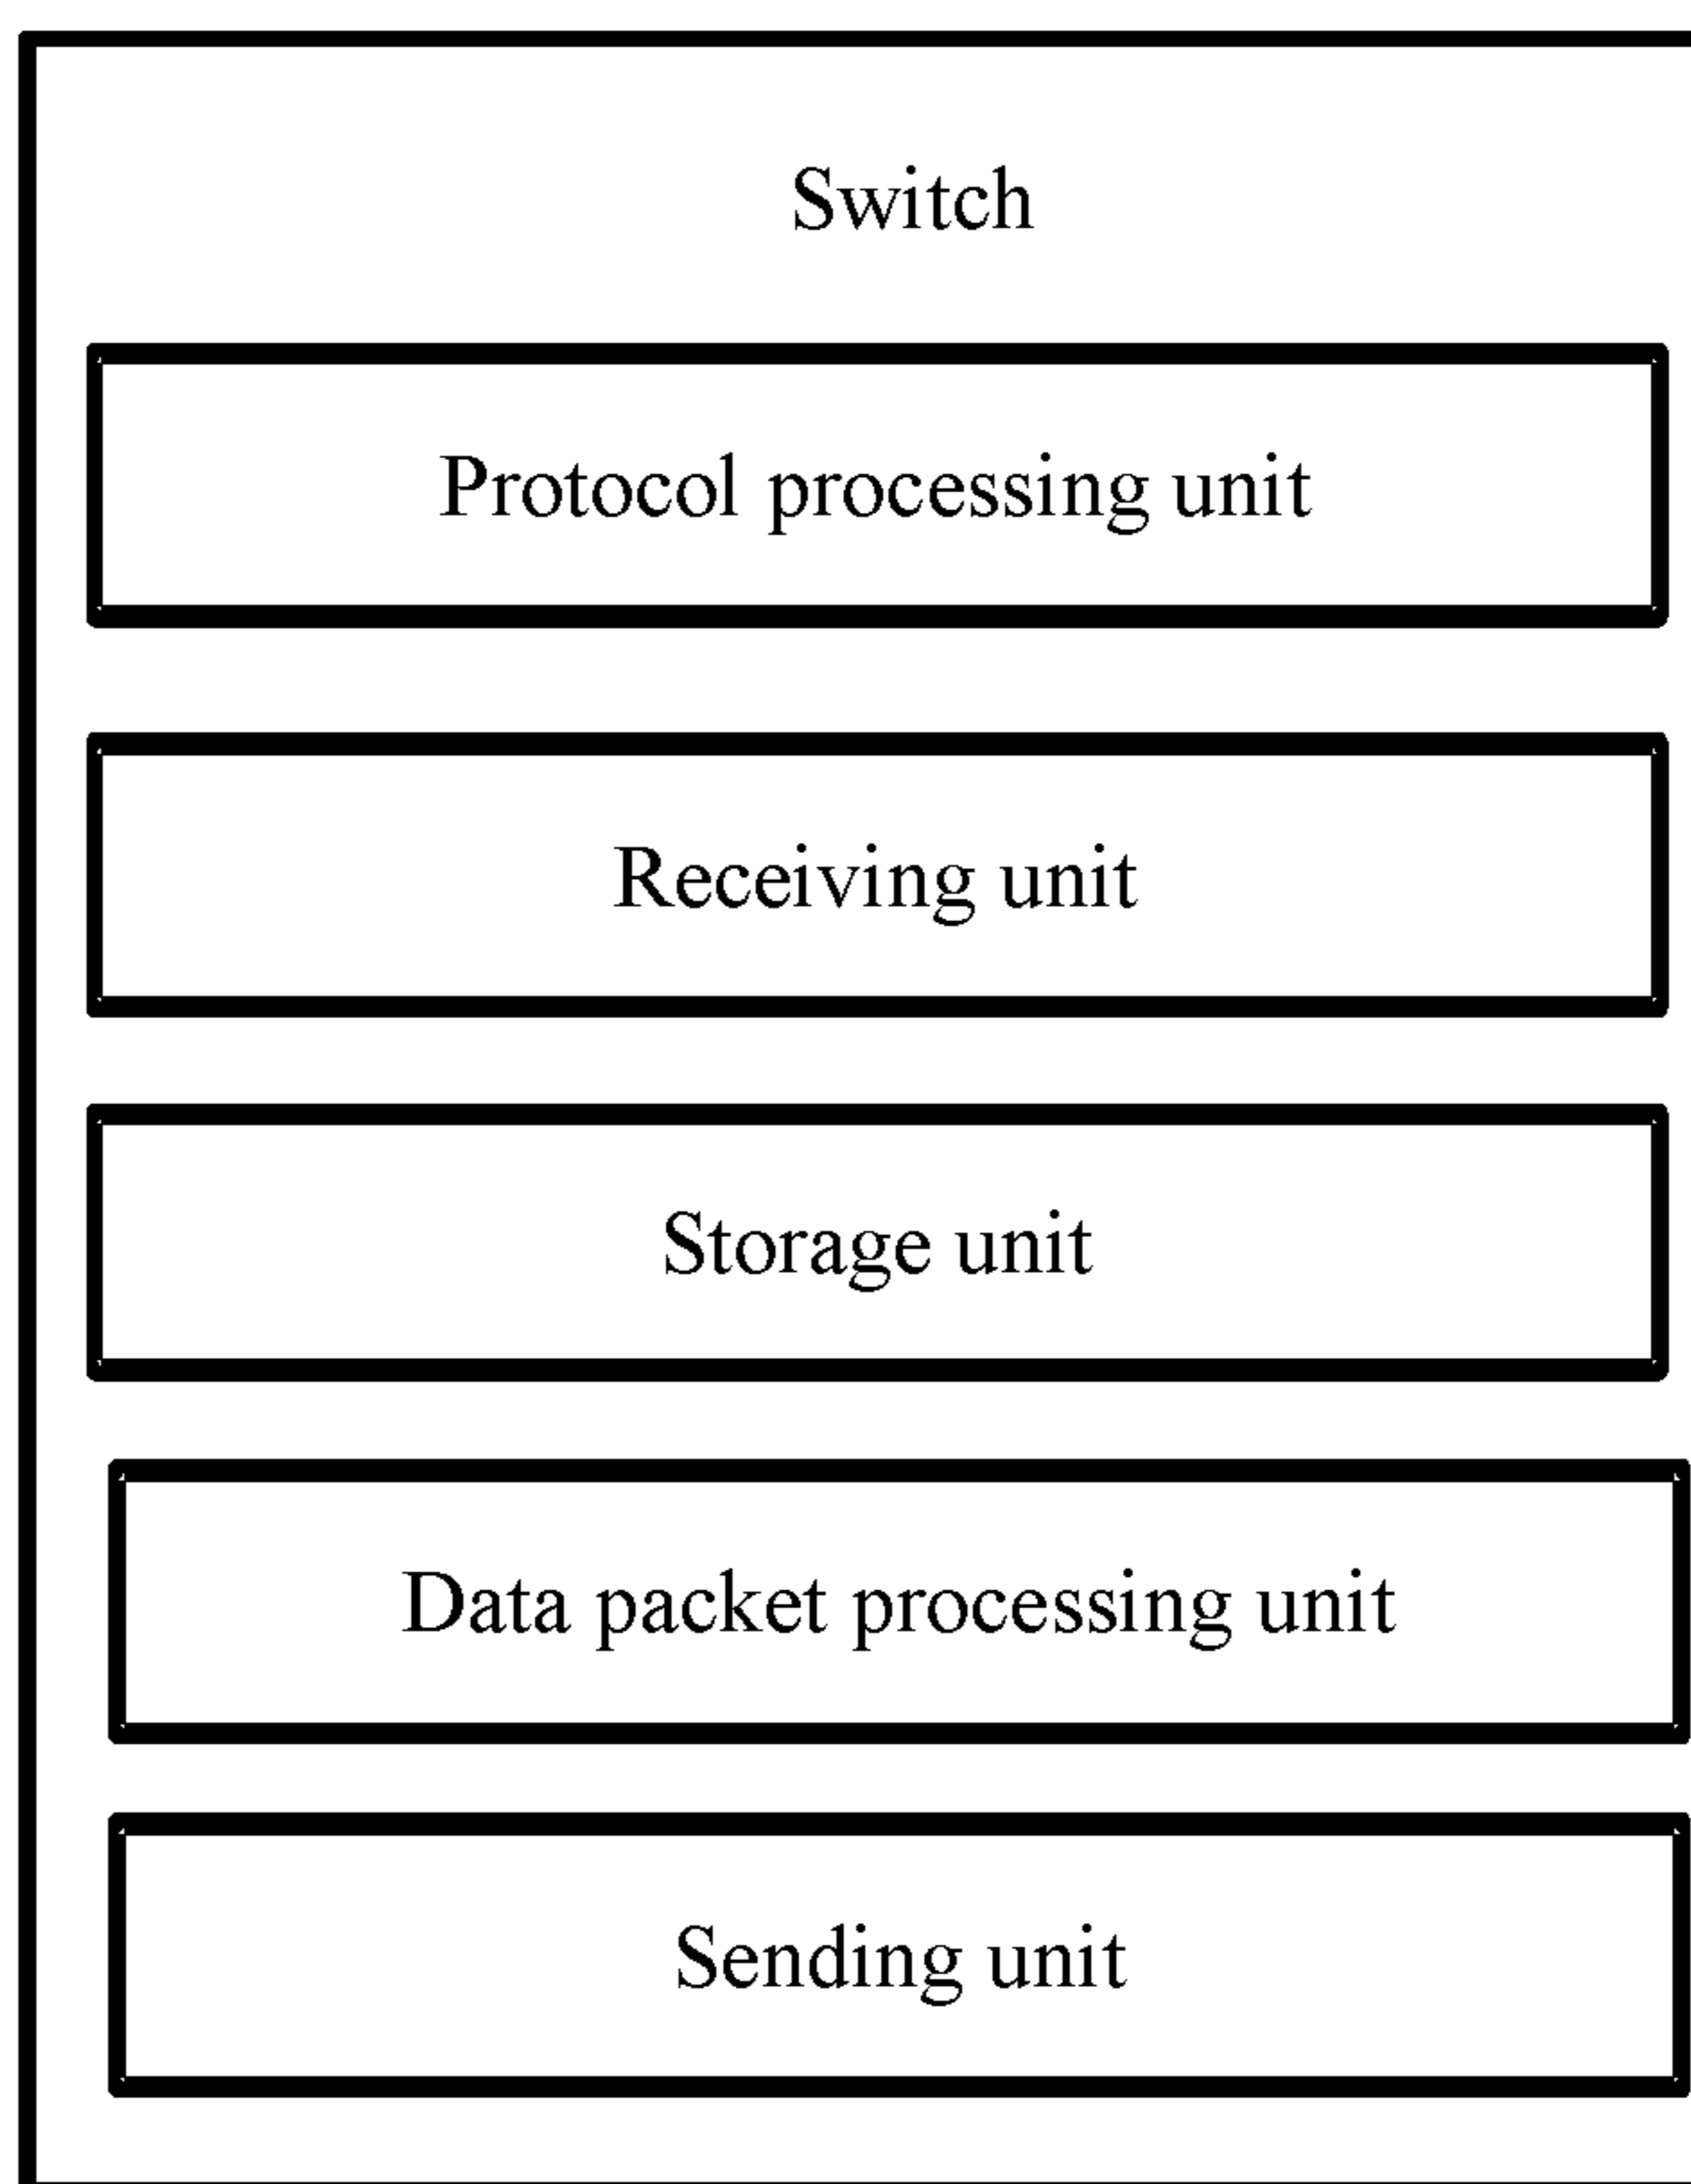 Switch
Protocol processing unit
Receiving unit
Storage unit
Data packet processing unit
Sending unit